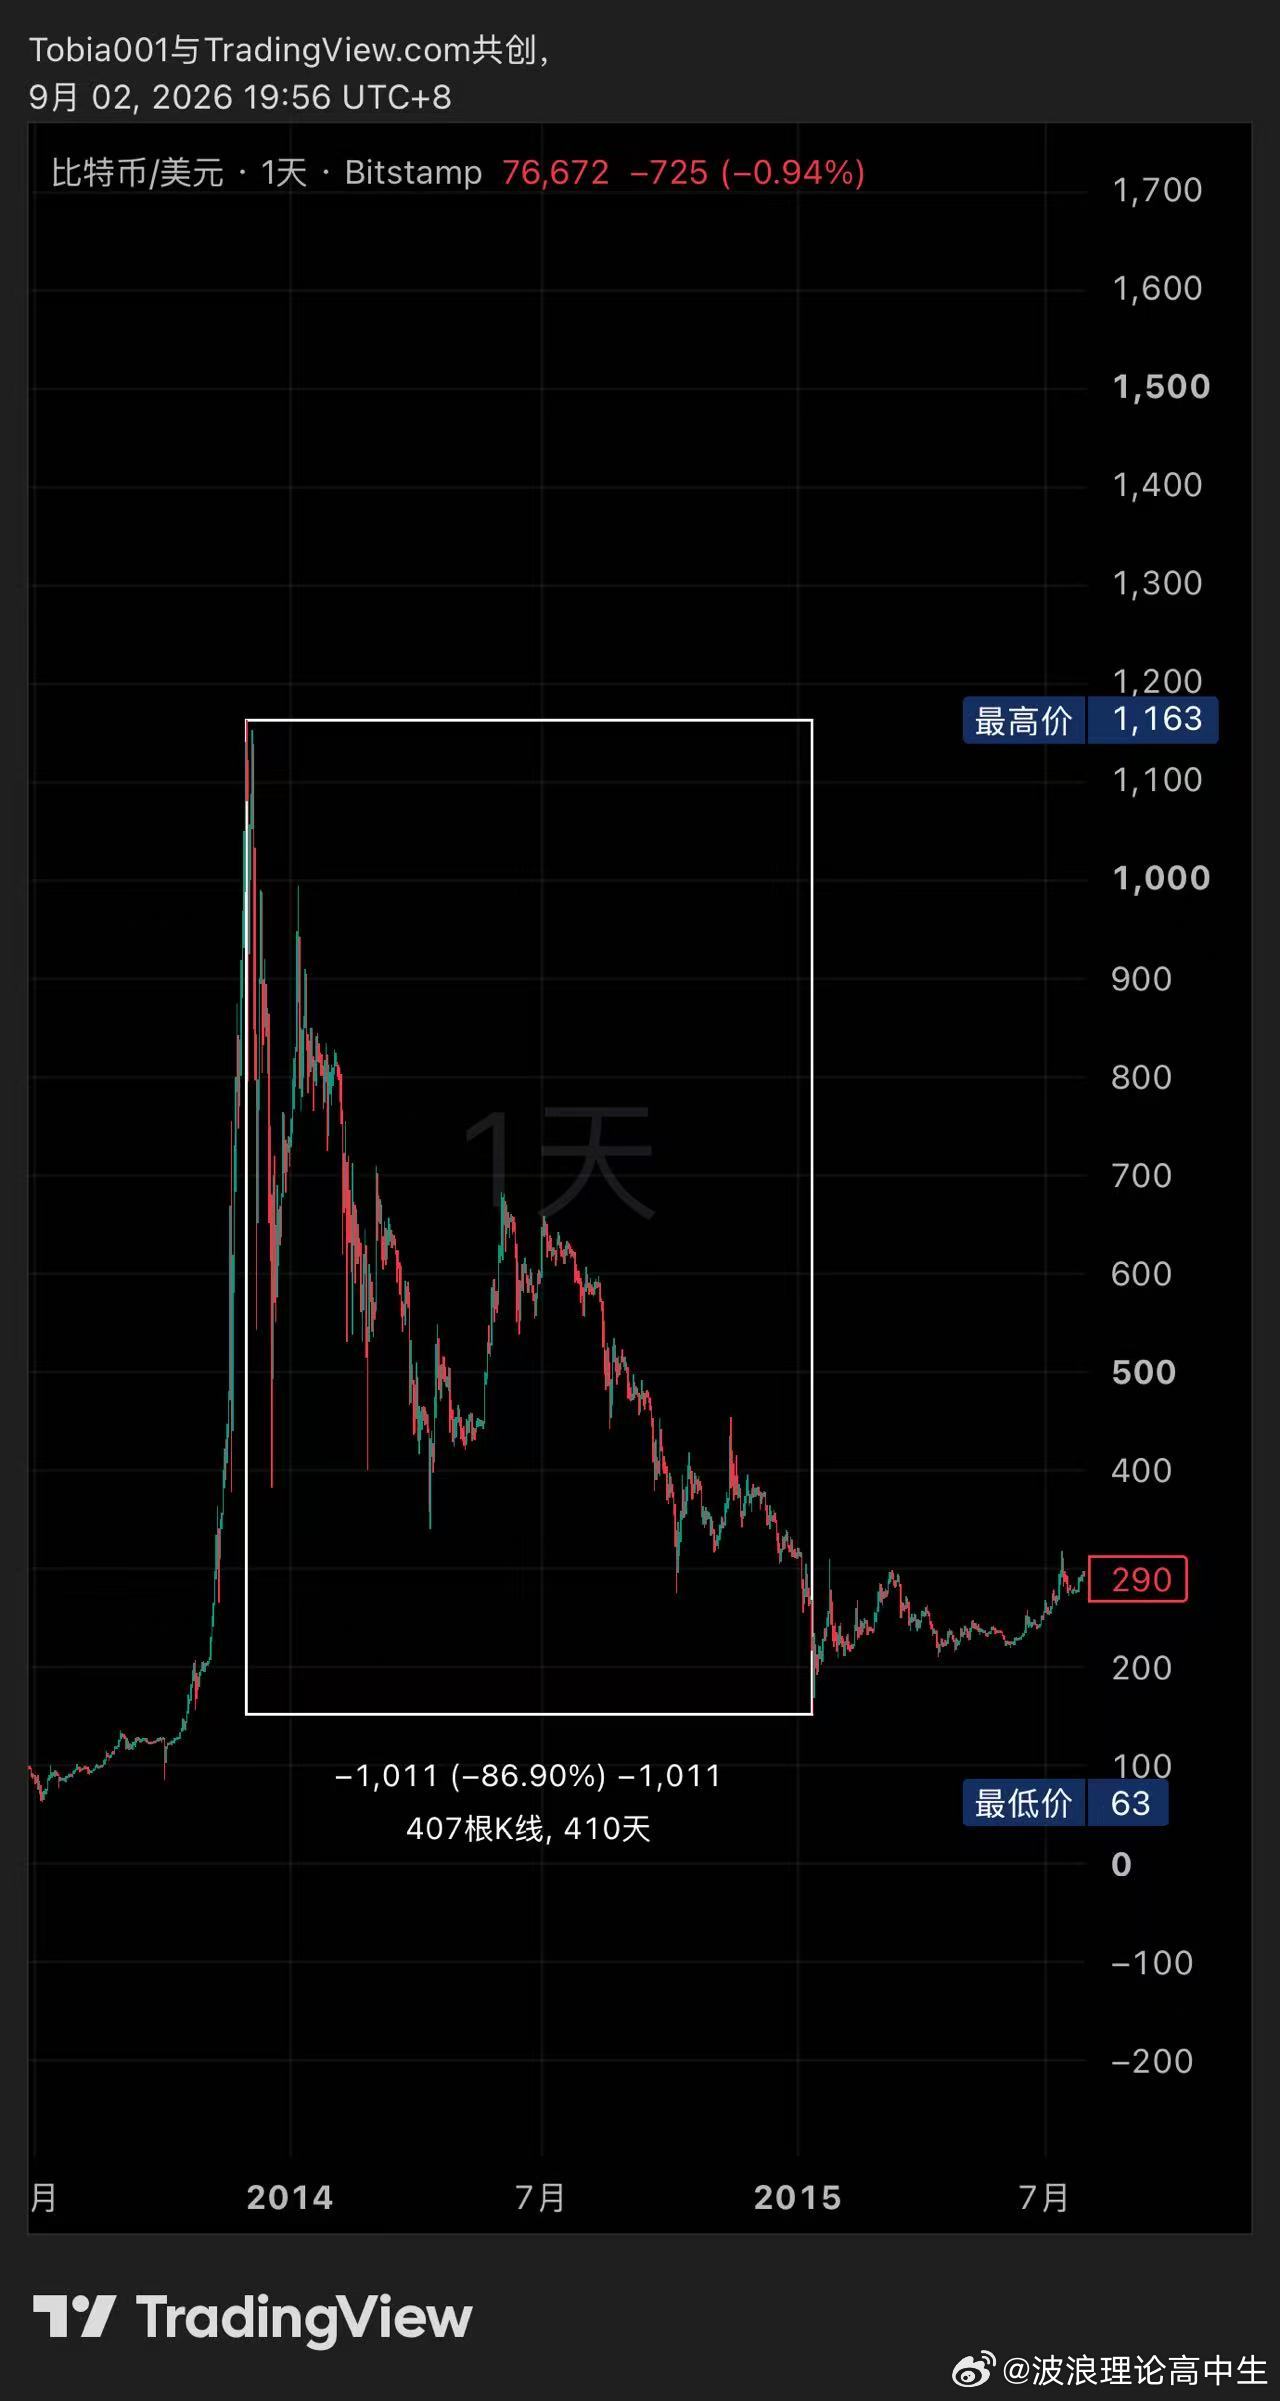 Tobia001与TradingView.com共创,
9月 02, 2026 19:56 UTC+8
比特币/美元 · 1天 · Bitstamp 76,672 −725 (−0.94%)
1,700
1,600
1,500
1,400
1,300
1,200
最高价 1,163
1,100
1,000
900
800
1天
700
600
500
400
290
200
−1,011 (−86.90%) −1,011
100
最低价 63
407根K线, 410天
0
−100
−200
月 2014 7月 2015 7月
TradingView
@波浪理论高中生